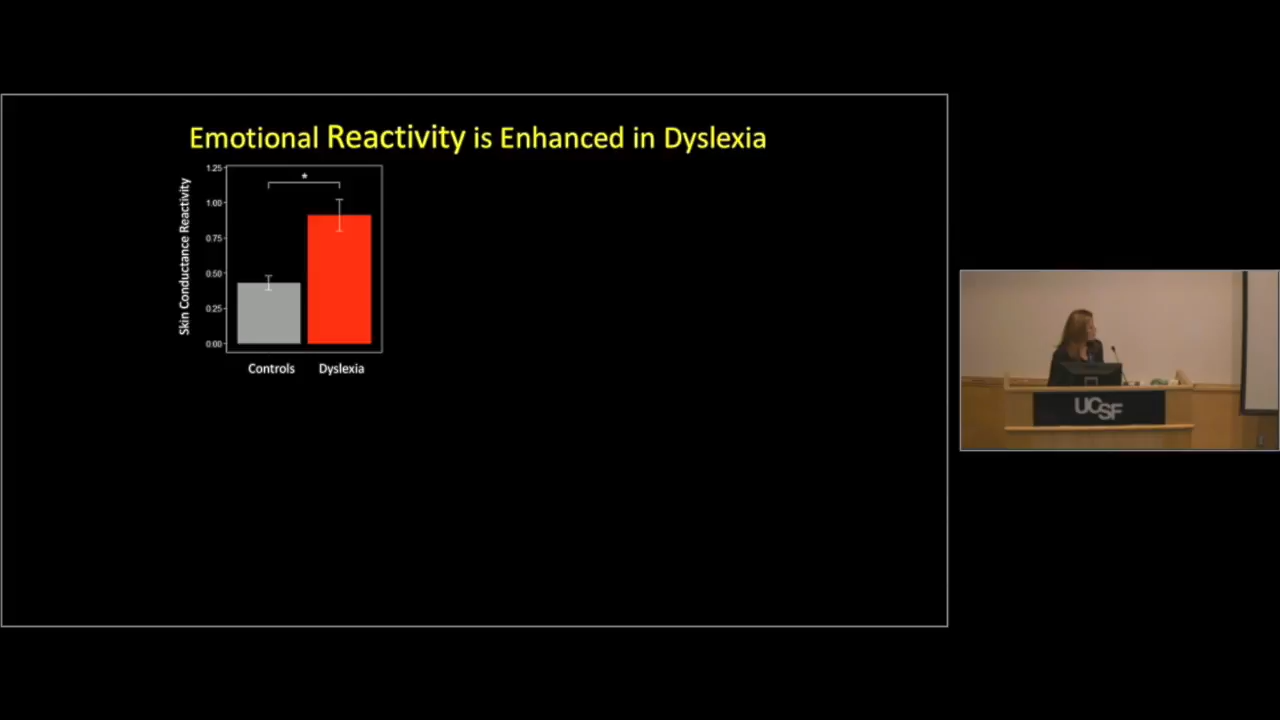 Emotional Reactivity is Enhanced in Dyslexia
Skin Conductance Reactivity
1.25
1.00
0.75
0.50
0.25
0.00
*
Controls Dyslexia
UCSF